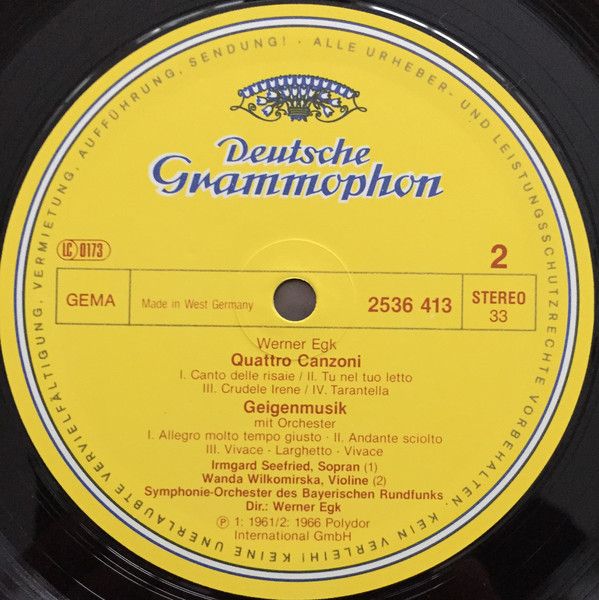 ALLE URHEBER- UND LEISTUNGSSCHUTZRECHTE VORBEHALTEN. KEIN VERLEIH! KEINE UNERLAUBTE VERVIELFÄLTIGUNG, VERMIETUNG, AUFFÜHRUNG, SENDUNG! ·
Deutsche
Grammophon
LC 0173
2
GEMA
Made in West Germany
2536 413
STEREO
33
Werner Egk
Quattro Canzoni
I. Canto delle risaie / II. Tu nel tuo letto
III. Crudele Irene / IV. Tarantella
Geigenmusik
mit Orchester
I. Allegro molto tempo giusto · II. Andante sciolto
III. Vivace - Larghetto - Vivace
Irmgard Seefried, Sopran (1)
Wanda Wilkomirska, Violine (2)
Symphonie-Orchester des Bayerischen Rundfunks
Dir.: Werner Egk
Ⓟ 1: 1961/2: 1966 Polydor
International GmbH